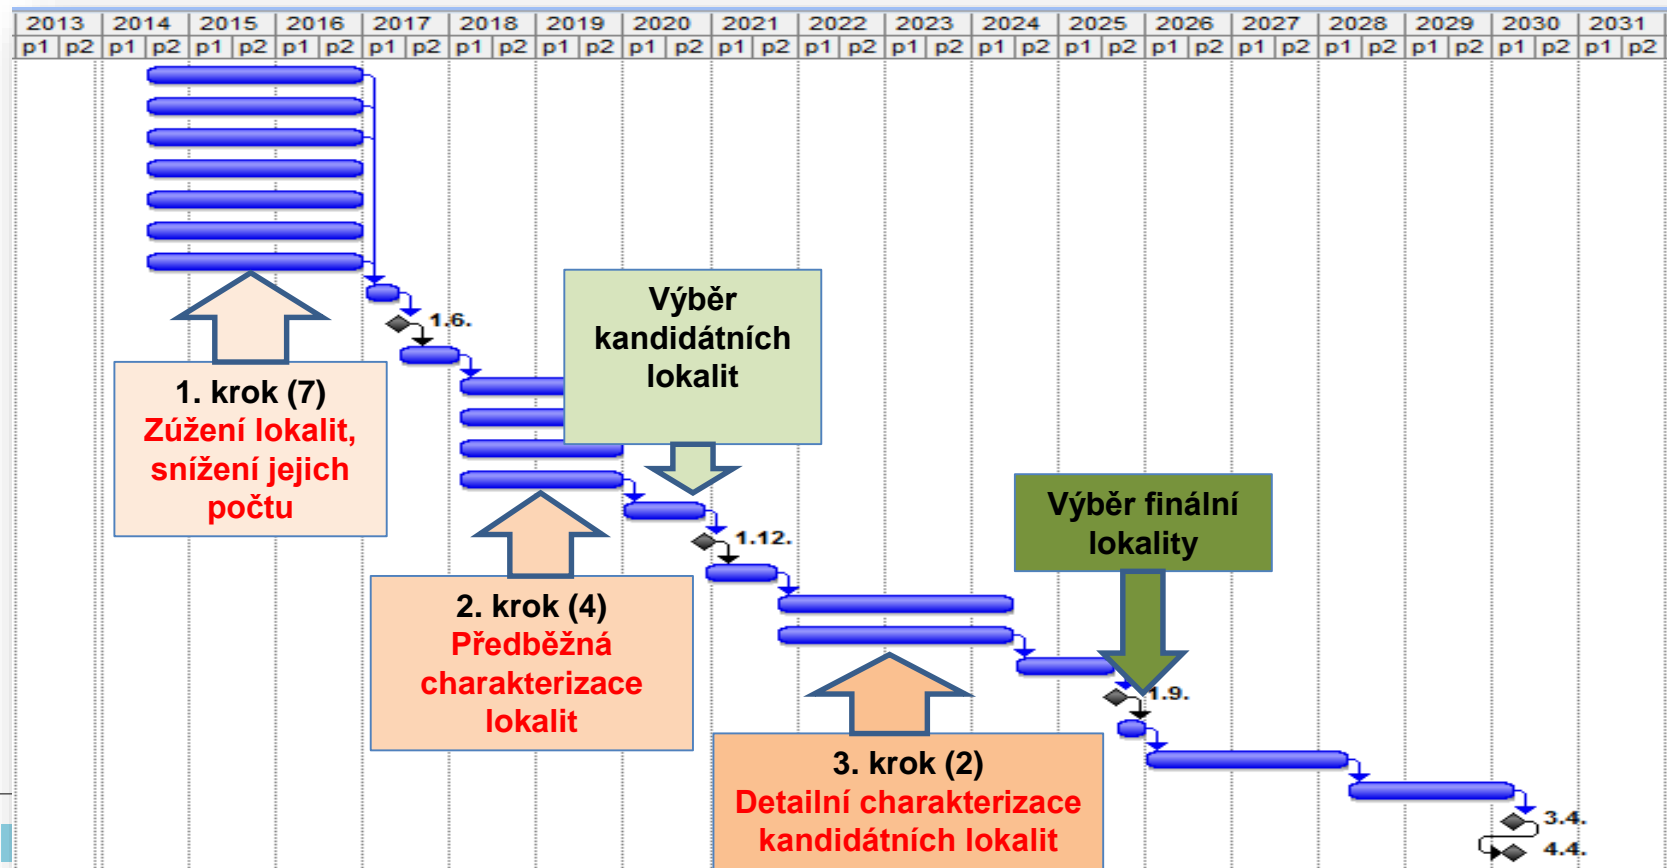 2013 2014 2015 2016 2017 2018 2019 2020 2021 2022 2023 2024 2025 2026 2027 2028 2029 2030 2031
p1 p2 p1 p2 p1 p2 p1 p2 p1 p2 p1 p2 p1 p2 p1 p2 p1 p2 p1 p2 p1 p2 p1 p2 p1 p2 p1 p2 p1 p2 p1 p2 p1 p2 p1 p2 p1 p2
1.6.
1. krok (7)
Zúžení lokalit,
snížení jejich
počtu
Výběr
kandidátních
lokalit
1.12.
2. krok (4)
Předběžná
charakterizace
lokalit
Výběr finální
lokality
1.9.
3. krok (2)
Detailní charakterizace
kandidátních lokalit
3.4.
4.4.